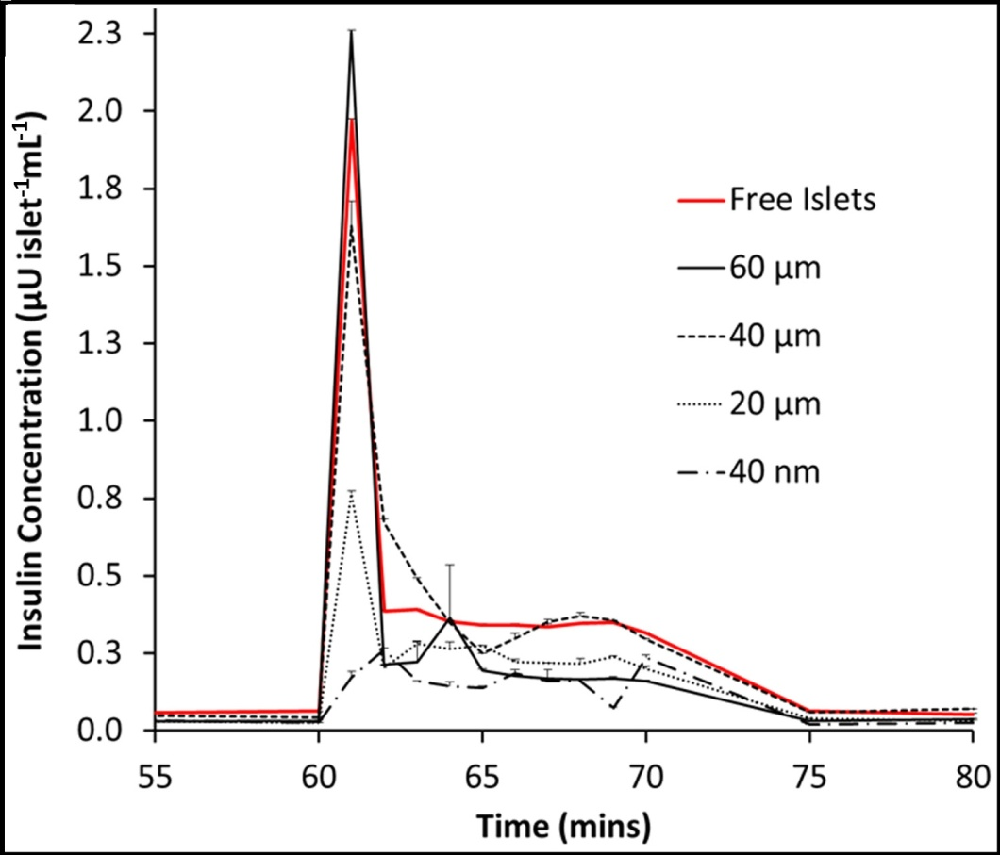 2.3
2.0
1.8
1.5
1.3
1.0
0.8
0.5
0.3
0.0
Insulin Concentration (µU islet⁻¹mL⁻¹)
Free Islets
60 µm
40 µm
20 µm
40 nm
55 60 65 70 75 80
Time (mins)